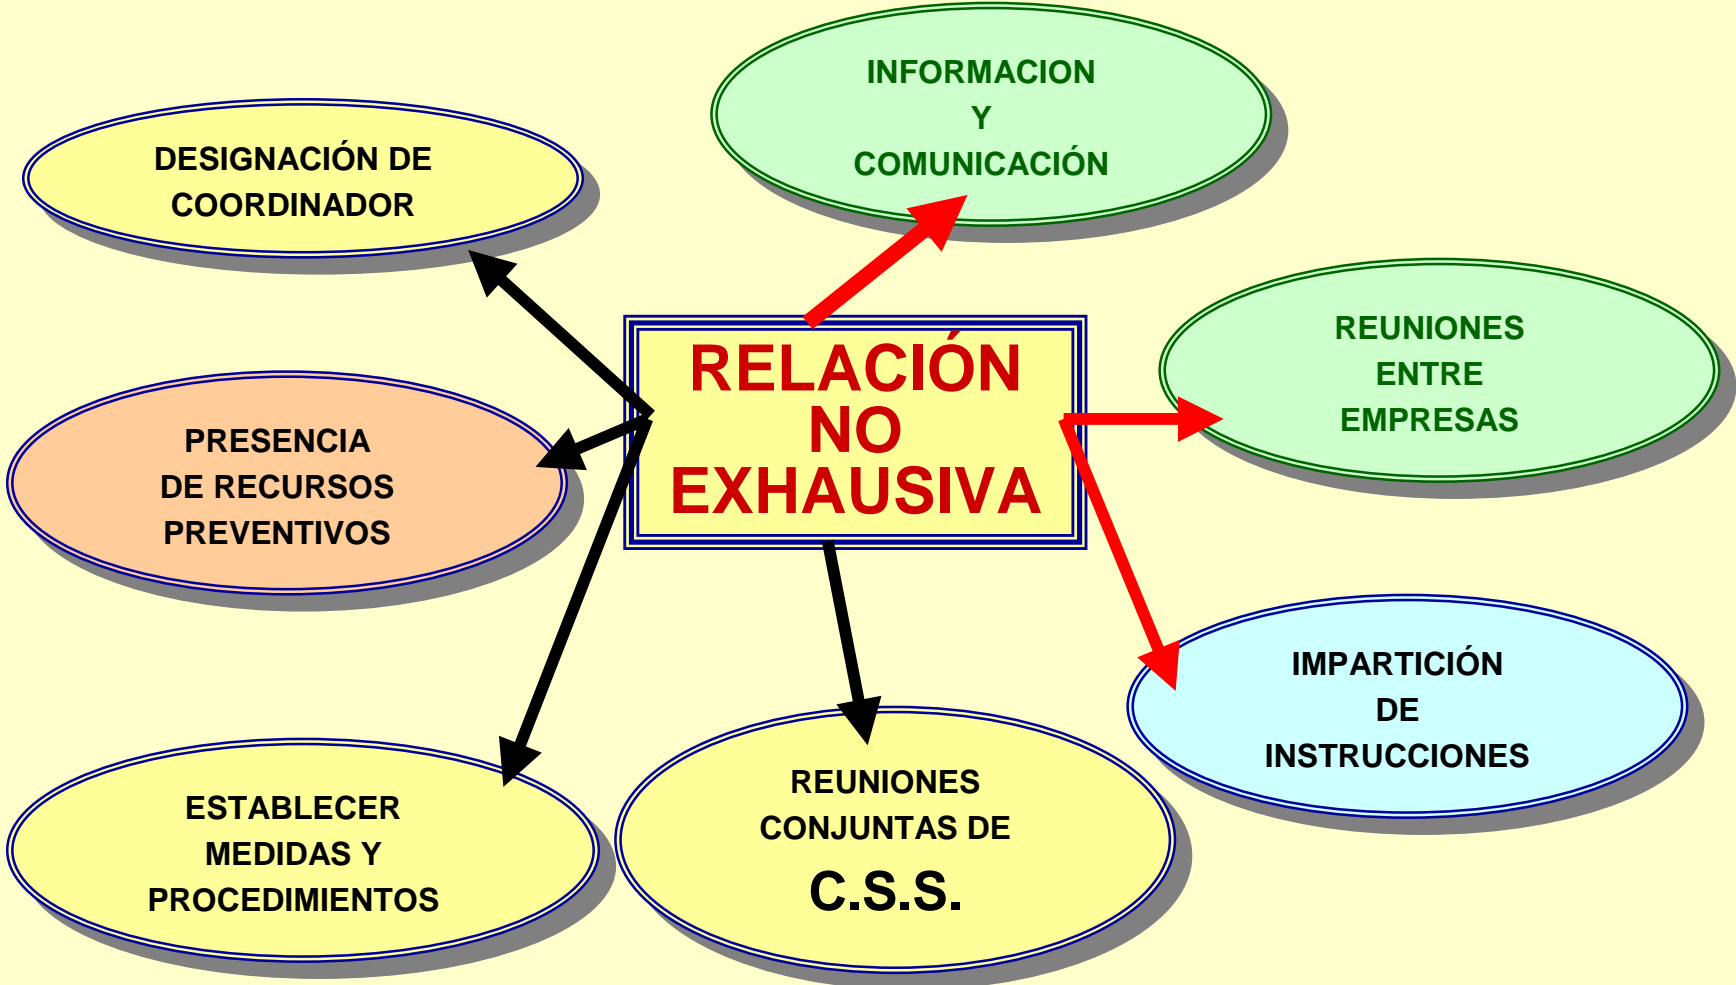 INFORMACION
Y
COMUNICACIÓN
DESIGNACIÓN DE
COORDINADOR
REUNIONES
ENTRE
EMPRESAS
RELACIÓN
NO
EXHAUSIVA
PRESENCIA
DE RECURSOS
PREVENTIVOS
IMPARTICIÓN
DE
INSTRUCCIONES
ESTABLECER
MEDIDAS Y
PROCEDIMIENTOS
REUNIONES
CONJUNTAS DE
C.S.S.